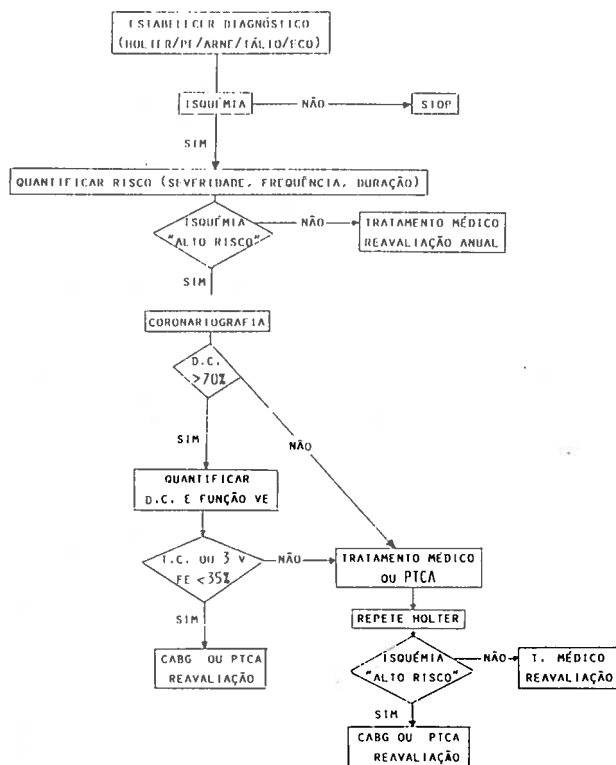 ESTABELECER DIAGNÓSTICO
(HOLTER/PE/ARNE/TÁLIO/ECO)
ISQUÉMIA
NÃO
STOP
SIM
QUANTIFICAR RISCO (SEVERIDADE, FREQUÊNCIA, DURAÇÃO)
ISQUÉMIA
"ALTO RISCO"
NÃO
TRATAMENTO MÉDICO
REAVALIAÇÃO ANUAL
SIM
CORONARIOGRAFIA
D.C.
>70%
SIM
NÃO
QUANTIFICAR
D.C. E FUNÇÃO VE
T.C. OU 3 V
FE <35%
NÃO
TRATAMENTO MÉDICO
OU PTCA
SIM
REPETE HOLTER
CABG OU PTCA
REAVALIAÇÃO
ISQUÉMIA
"ALTO RISCO"
NÃO
T. MÉDICO
REAVALIAÇÃO
SIM
CABG OU PTCA
REAVALIAÇÃO